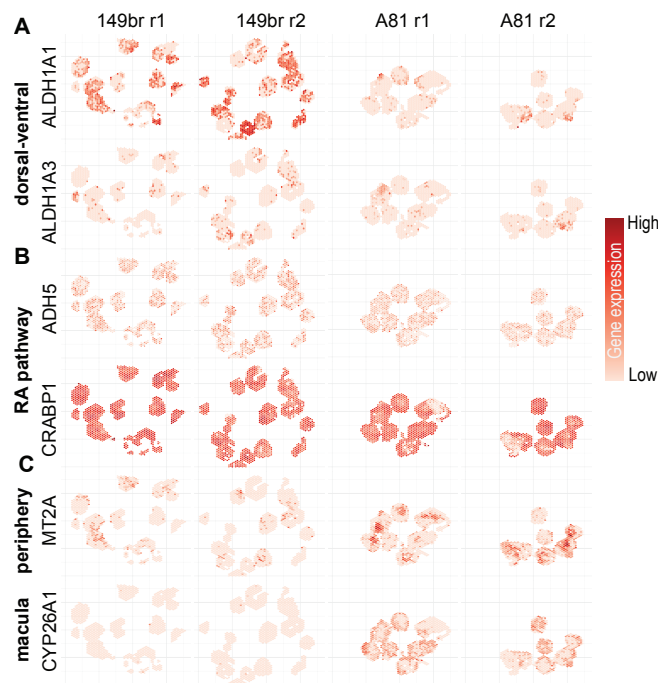 149br r1 149br r2 A81 r1 A81 r2
A
dorsal-ventral
ALDH1A1
ALDH1A3
B
RA pathway
ADH5
CRABP1
C
periphery
MT2A
macula
CYP26A1
High
Gene expression
Low